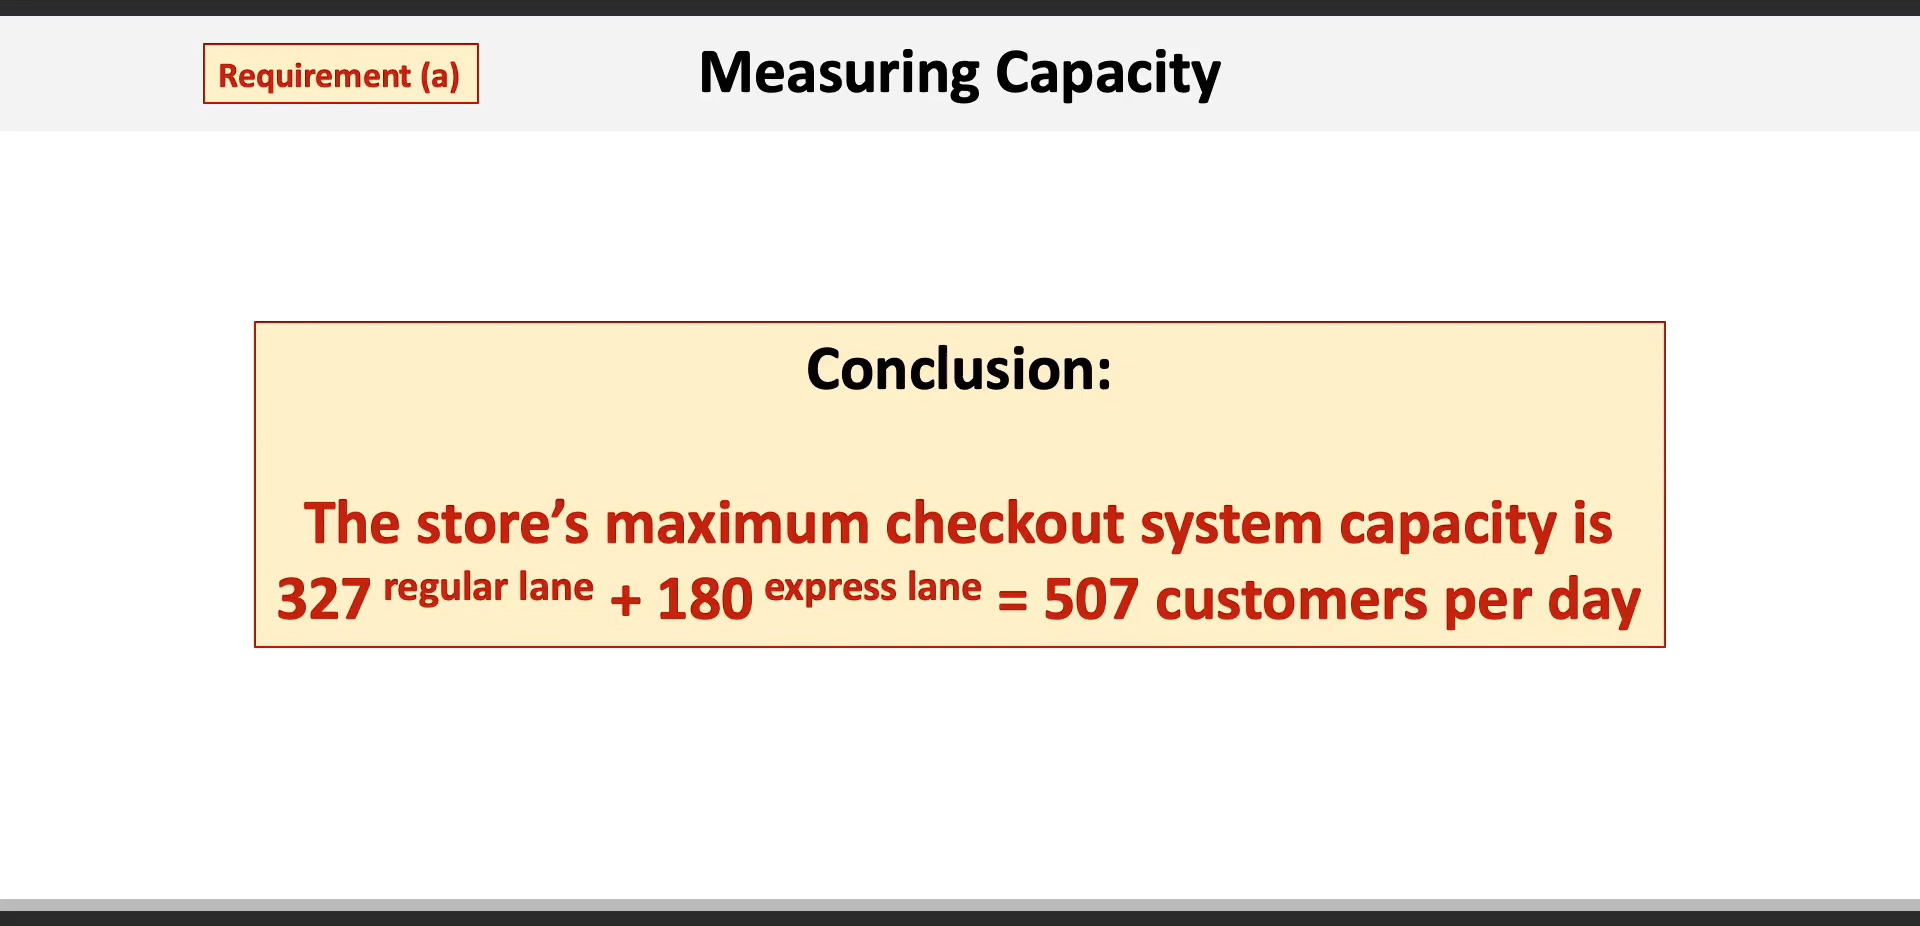 Requirement (a)
Measuring Capacity
Conclusion:
The store’s maximum checkout system capacity is
327 regular lane + 180 express lane = 507 customers per day